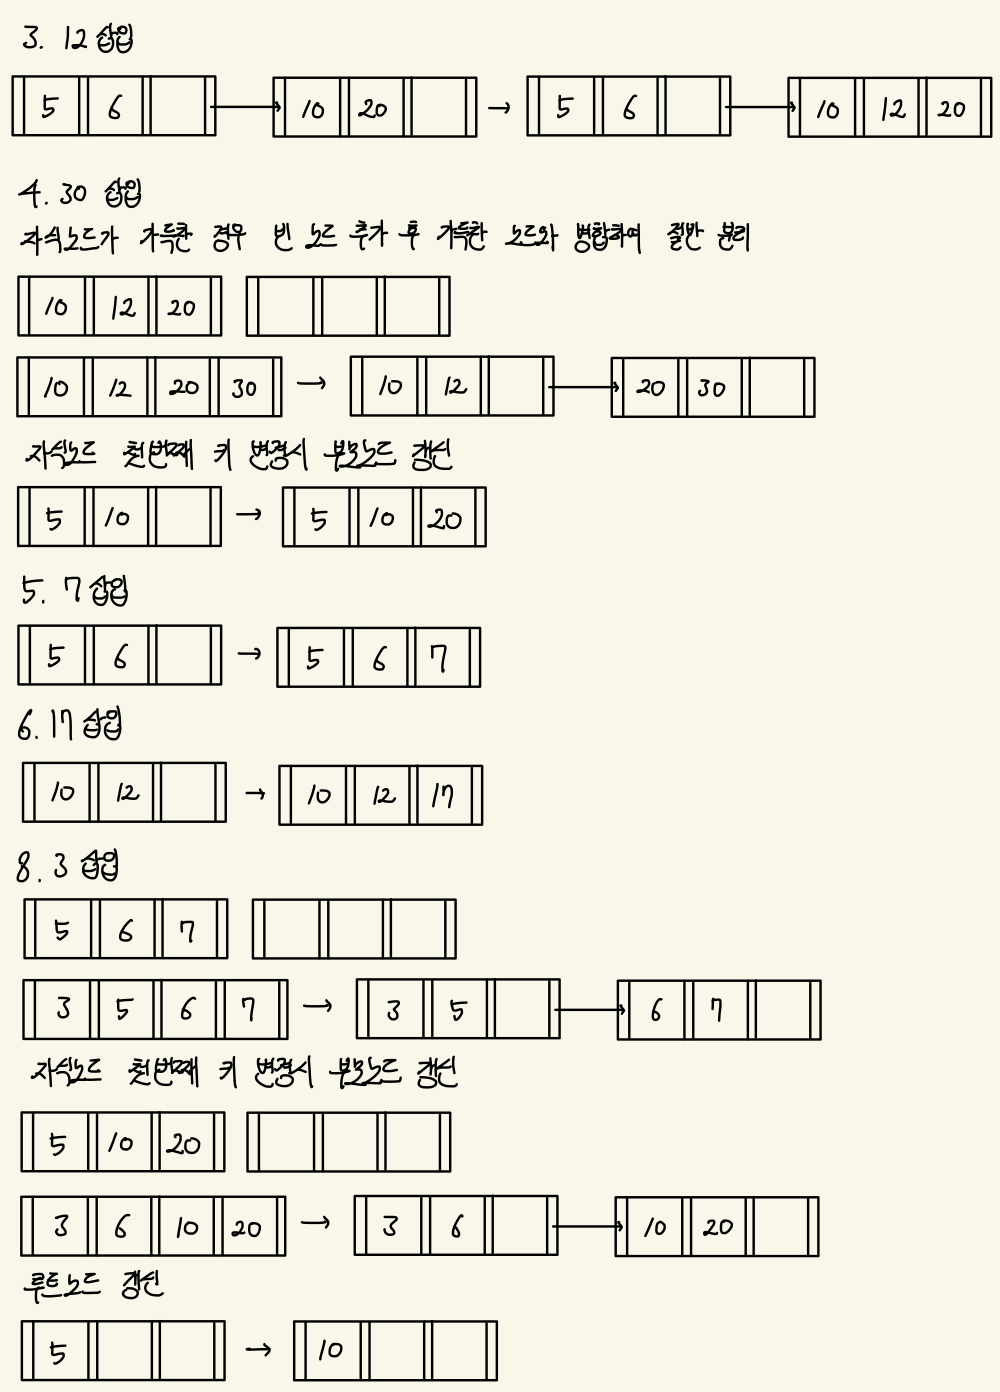 3. 12 삽입
5 6 10 20 → 5 6 10 12 20
4. 30 삽입
자식노드가 가득찬 경우 빈 노드 추가 후 가득찬 노드와 병합하여 절반 분리
10 12 20
10 12 20 30 → 10 12 20 30
자식노드 첫번째 키 변경시 부모노드 갱신
5 10 → 5 10 20
5. 7 삽입
5 6 → 5 6 7
6. 17 삽입
10 12 → 10 12 17
8. 3 삽입
5 6 7
3 5 6 7 → 3 5 6 7
자식노드 첫번째 키 변경시 부모노드 갱신
5 10 20
3 6 10 20 → 3 6 10 20
루트노드 갱신
5 → 10